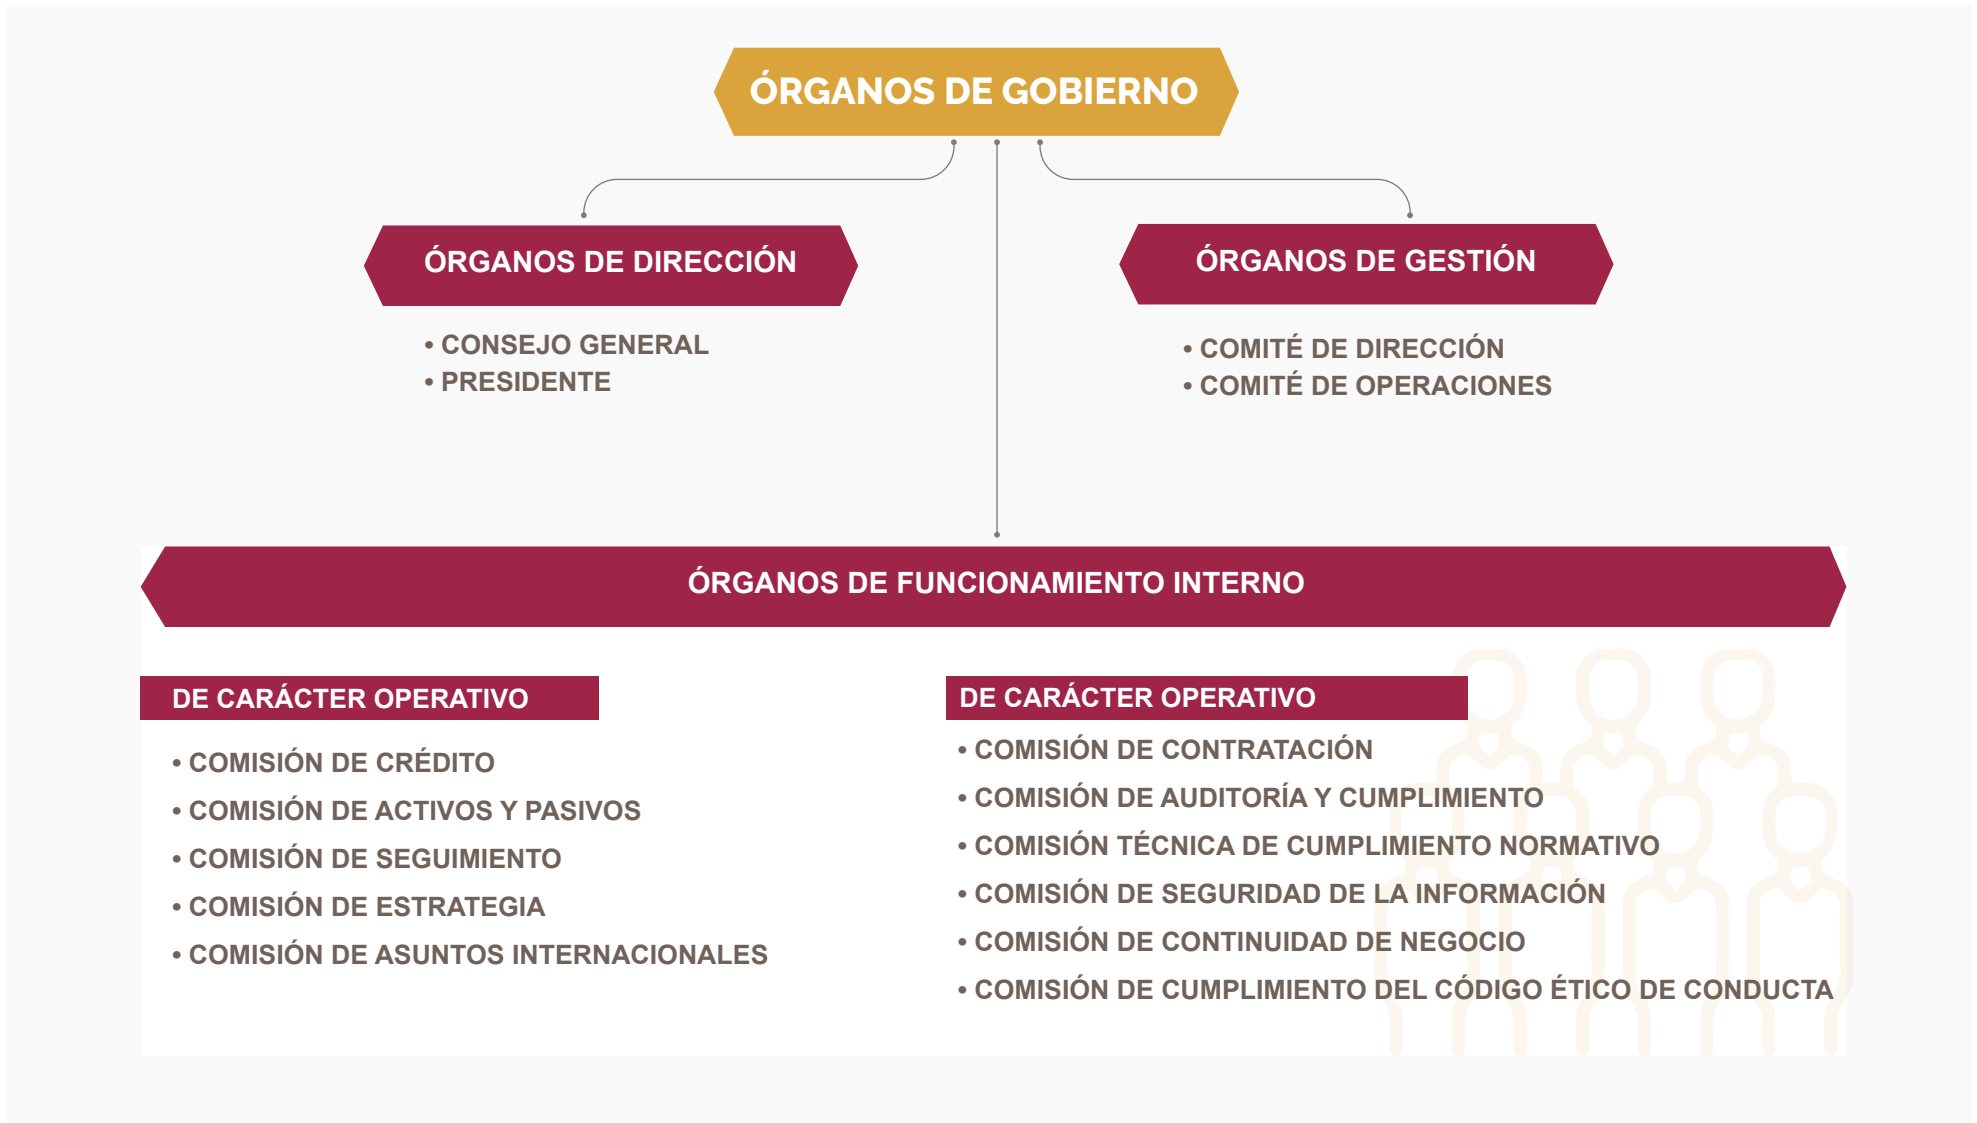 ÓRGANOS DE GOBIERNO
ÓRGANOS DE DIRECCIÓN
• CONSEJO GENERAL
• PRESIDENTE
ÓRGANOS DE GESTIÓN
• COMITÉ DE DIRECCIÓN
• COMITÉ DE OPERACIONES
ÓRGANOS DE FUNCIONAMIENTO INTERNO
DE CARÁCTER OPERATIVO
• COMISIÓN DE CRÉDITO
• COMISIÓN DE ACTIVOS Y PASIVOS
• COMISIÓN DE SEGUIMIENTO
• COMISIÓN DE ESTRATEGIA
• COMISIÓN DE ASUNTOS INTERNACIONALES
DE CARÁCTER OPERATIVO
• COMISIÓN DE CONTRATACIÓN
• COMISIÓN DE AUDITORÍA Y CUMPLIMIENTO
• COMISIÓN TÉCNICA DE CUMPLIMIENTO NORMATIVO
• COMISIÓN DE SEGURIDAD DE LA INFORMACIÓN
• COMISIÓN DE CONTINUIDAD DE NEGOCIO
• COMISIÓN DE CUMPLIMIENTO DEL CÓDIGO ÉTICO DE CONDUCTA